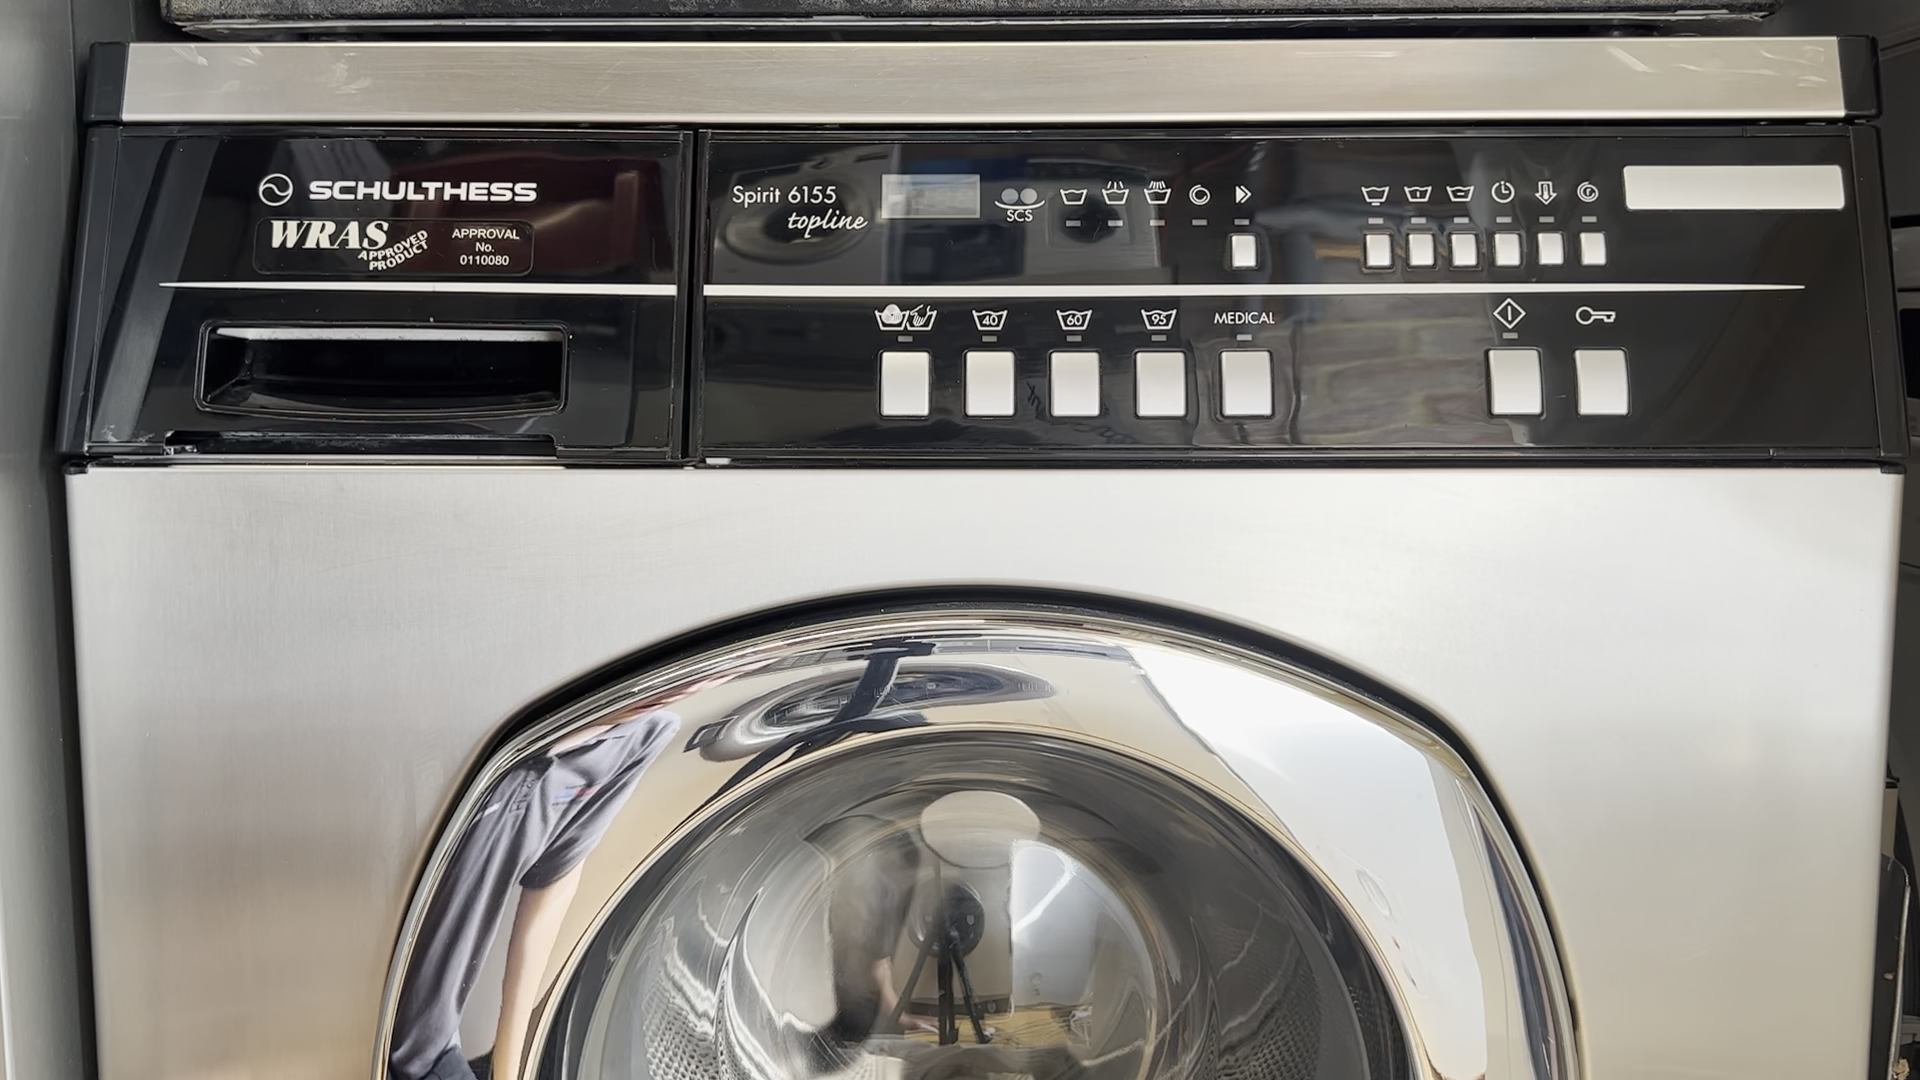 SCHULTHESS
WRAS
APPROVED
PRODUCT
APPROVAL
No.
0110080
Spirit 6155
topline
SCS
40
60
95
MEDICAL